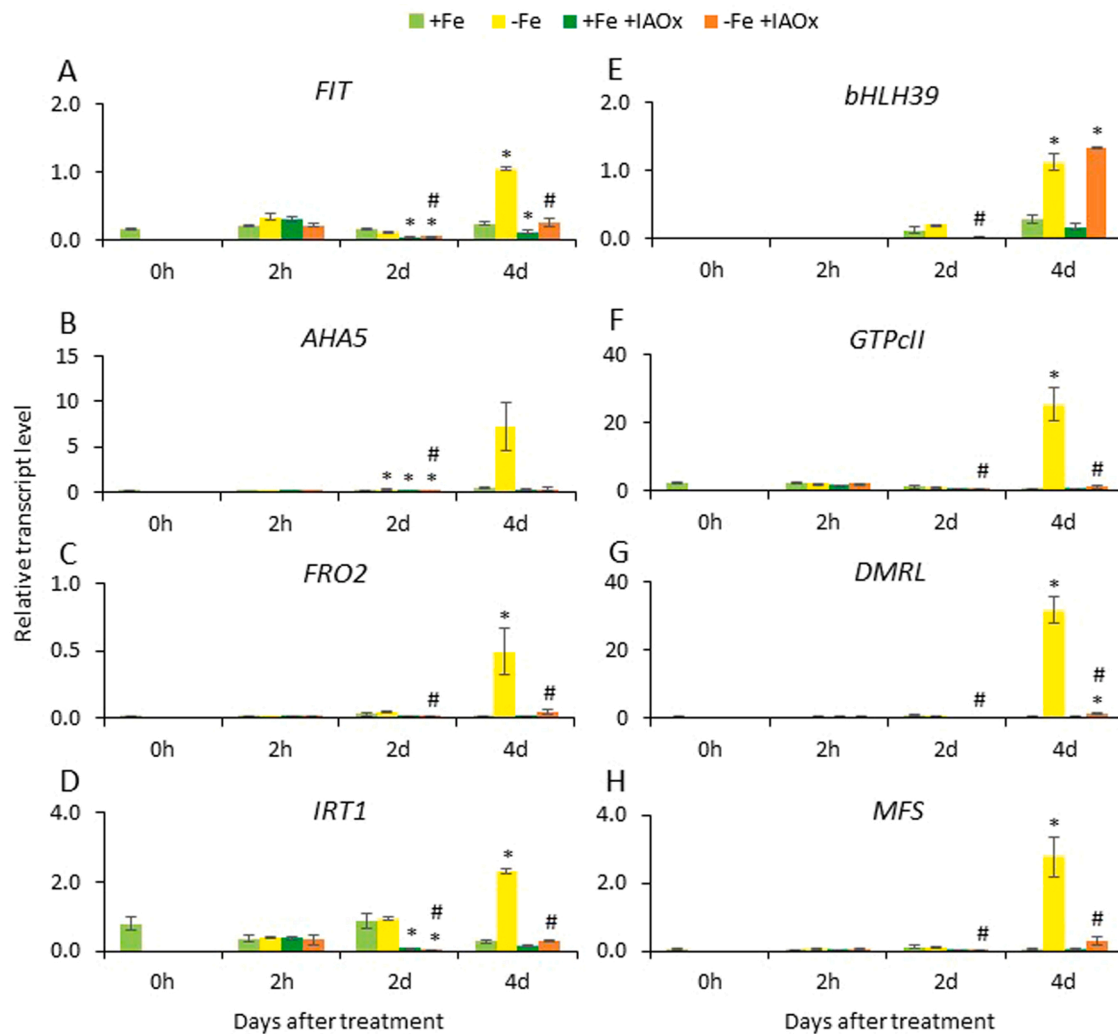 +Fe -Fe +Fe +IAOx -Fe +IAOx
A
FIT
2.0
1.0
0.0
* * # * * #
0h 2h 2d 4d
B
AHA5
15
10
5
0
* * * #
0h 2h 2d 4d
C
FRO2
1.0
0.5
0.0
# * #
0h 2h 2d 4d
D
IRT1
4.0
2.0
0.0
* * # * #
0h 2h 2d 4d
Days after treatment
Relative transcript level
E
bHLH39
2.0
1.0
0.0
# * *
0h 2h 2d 4d
F
GTPcII
40
20
0
# * #
0h 2h 2d 4d
G
DMRL
40
20
0
# * # *
0h 2h 2d 4d
H
MFS
4.0
2.0
0.0
# * #
0h 2h 2d 4d
Days after treatment